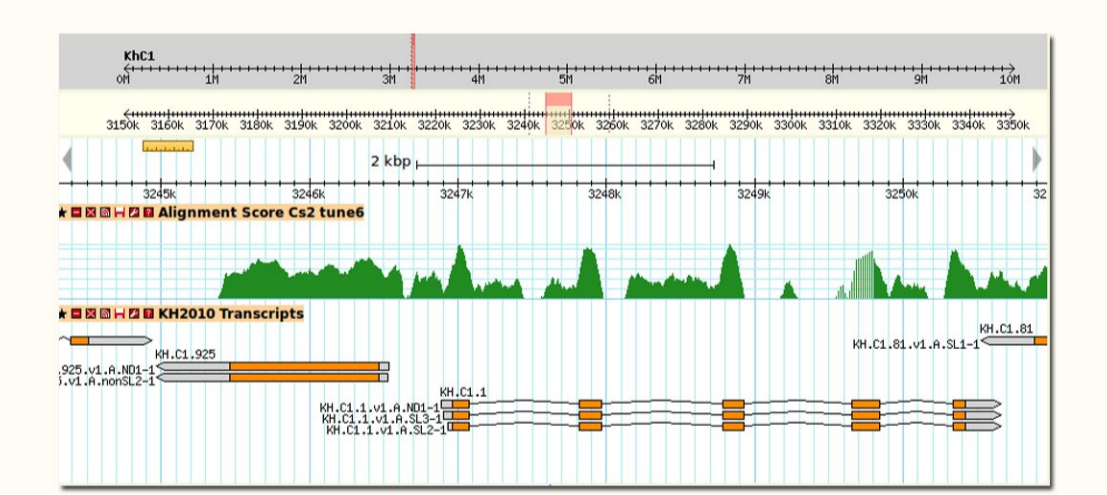 KhC1
0M 1M 2M 3M 4M 5M 6M 7M 8M 9M 10M
3150k 3160k 3170k 3180k 3190k 3200k 3210k 3220k 3230k 3240k 3250k 3260k 3270k 3280k 3290k 3300k 3310k 3320k 3330k 3340k 3350k
2 kbp
3245k 3246k 3247k 3248k 3249k 3250k 32
Alignment Score Cs2 tune6
KH2010 Transcripts
KH.C1.81
KH.C1.81.v1.A.SL1-1
KH.C1.925
.925.v1.A.ND1-1
.v1.A.nonSL2-1
KH.C1.1
KH.C1.1.v1.A.ND1-1
KH.C1.1.v1.A.SL3-1
KH.C1.1.v1.A.SL2-1